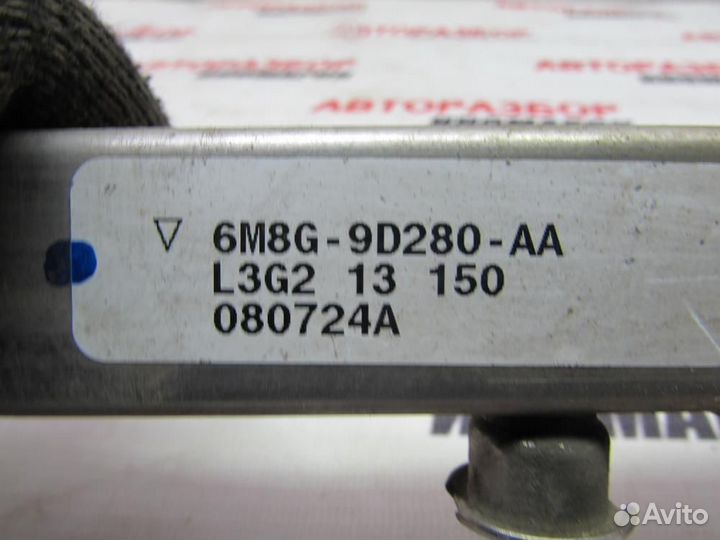 АВТОРАЗБОР
▽ 6M8G-9D280-AA
L3G2 13 150
080724A
Avito